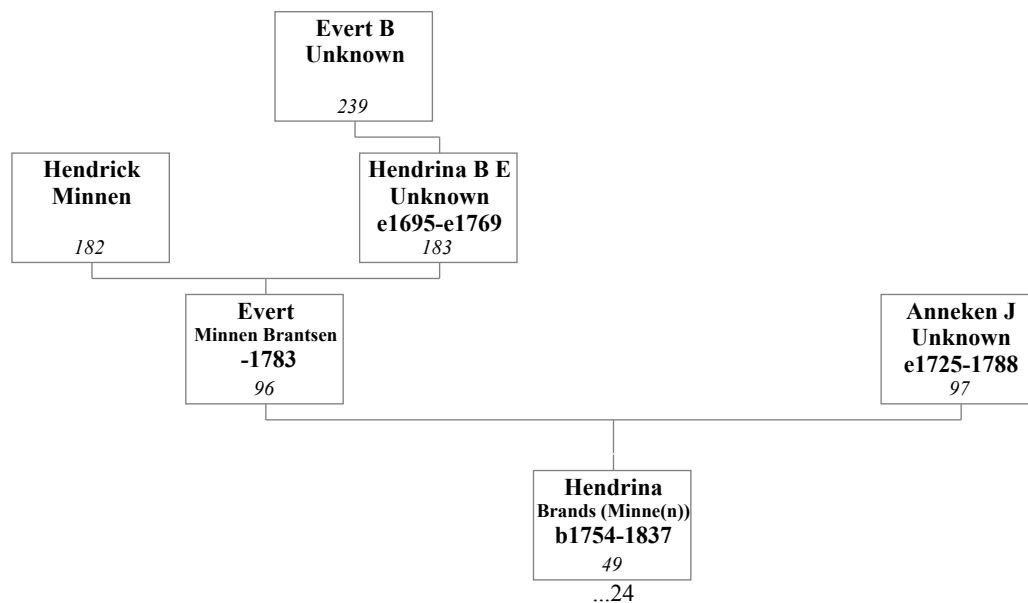 Evert B
Unknown
239
Hendrick
Minnen
182
Hendrina B E
Unknown
e1695-e1769
183
Evert
Minnen Brantsen
-1783
96
Anneken J
Unknown
e1725-1788
97
Hendrina
Brands (Minne(n))
b1754-1837
49
...24